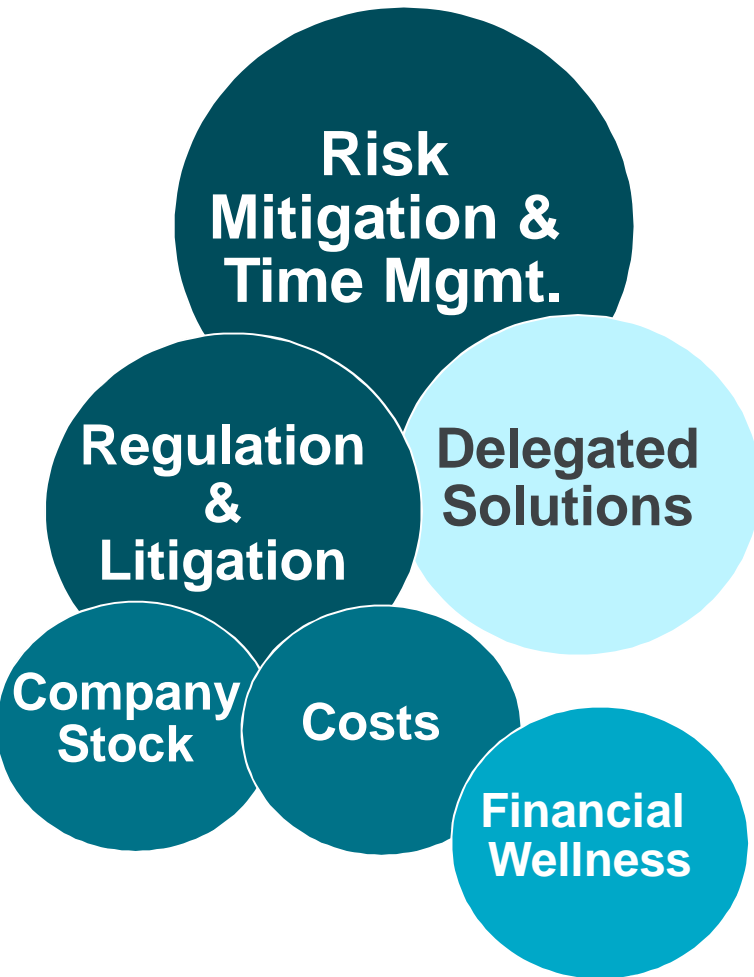 Risk
Mitigation &
Time Mgmt.
Regulation
&
Litigation
Delegated
Solutions
Company
Stock
Costs
Financial
Wellness